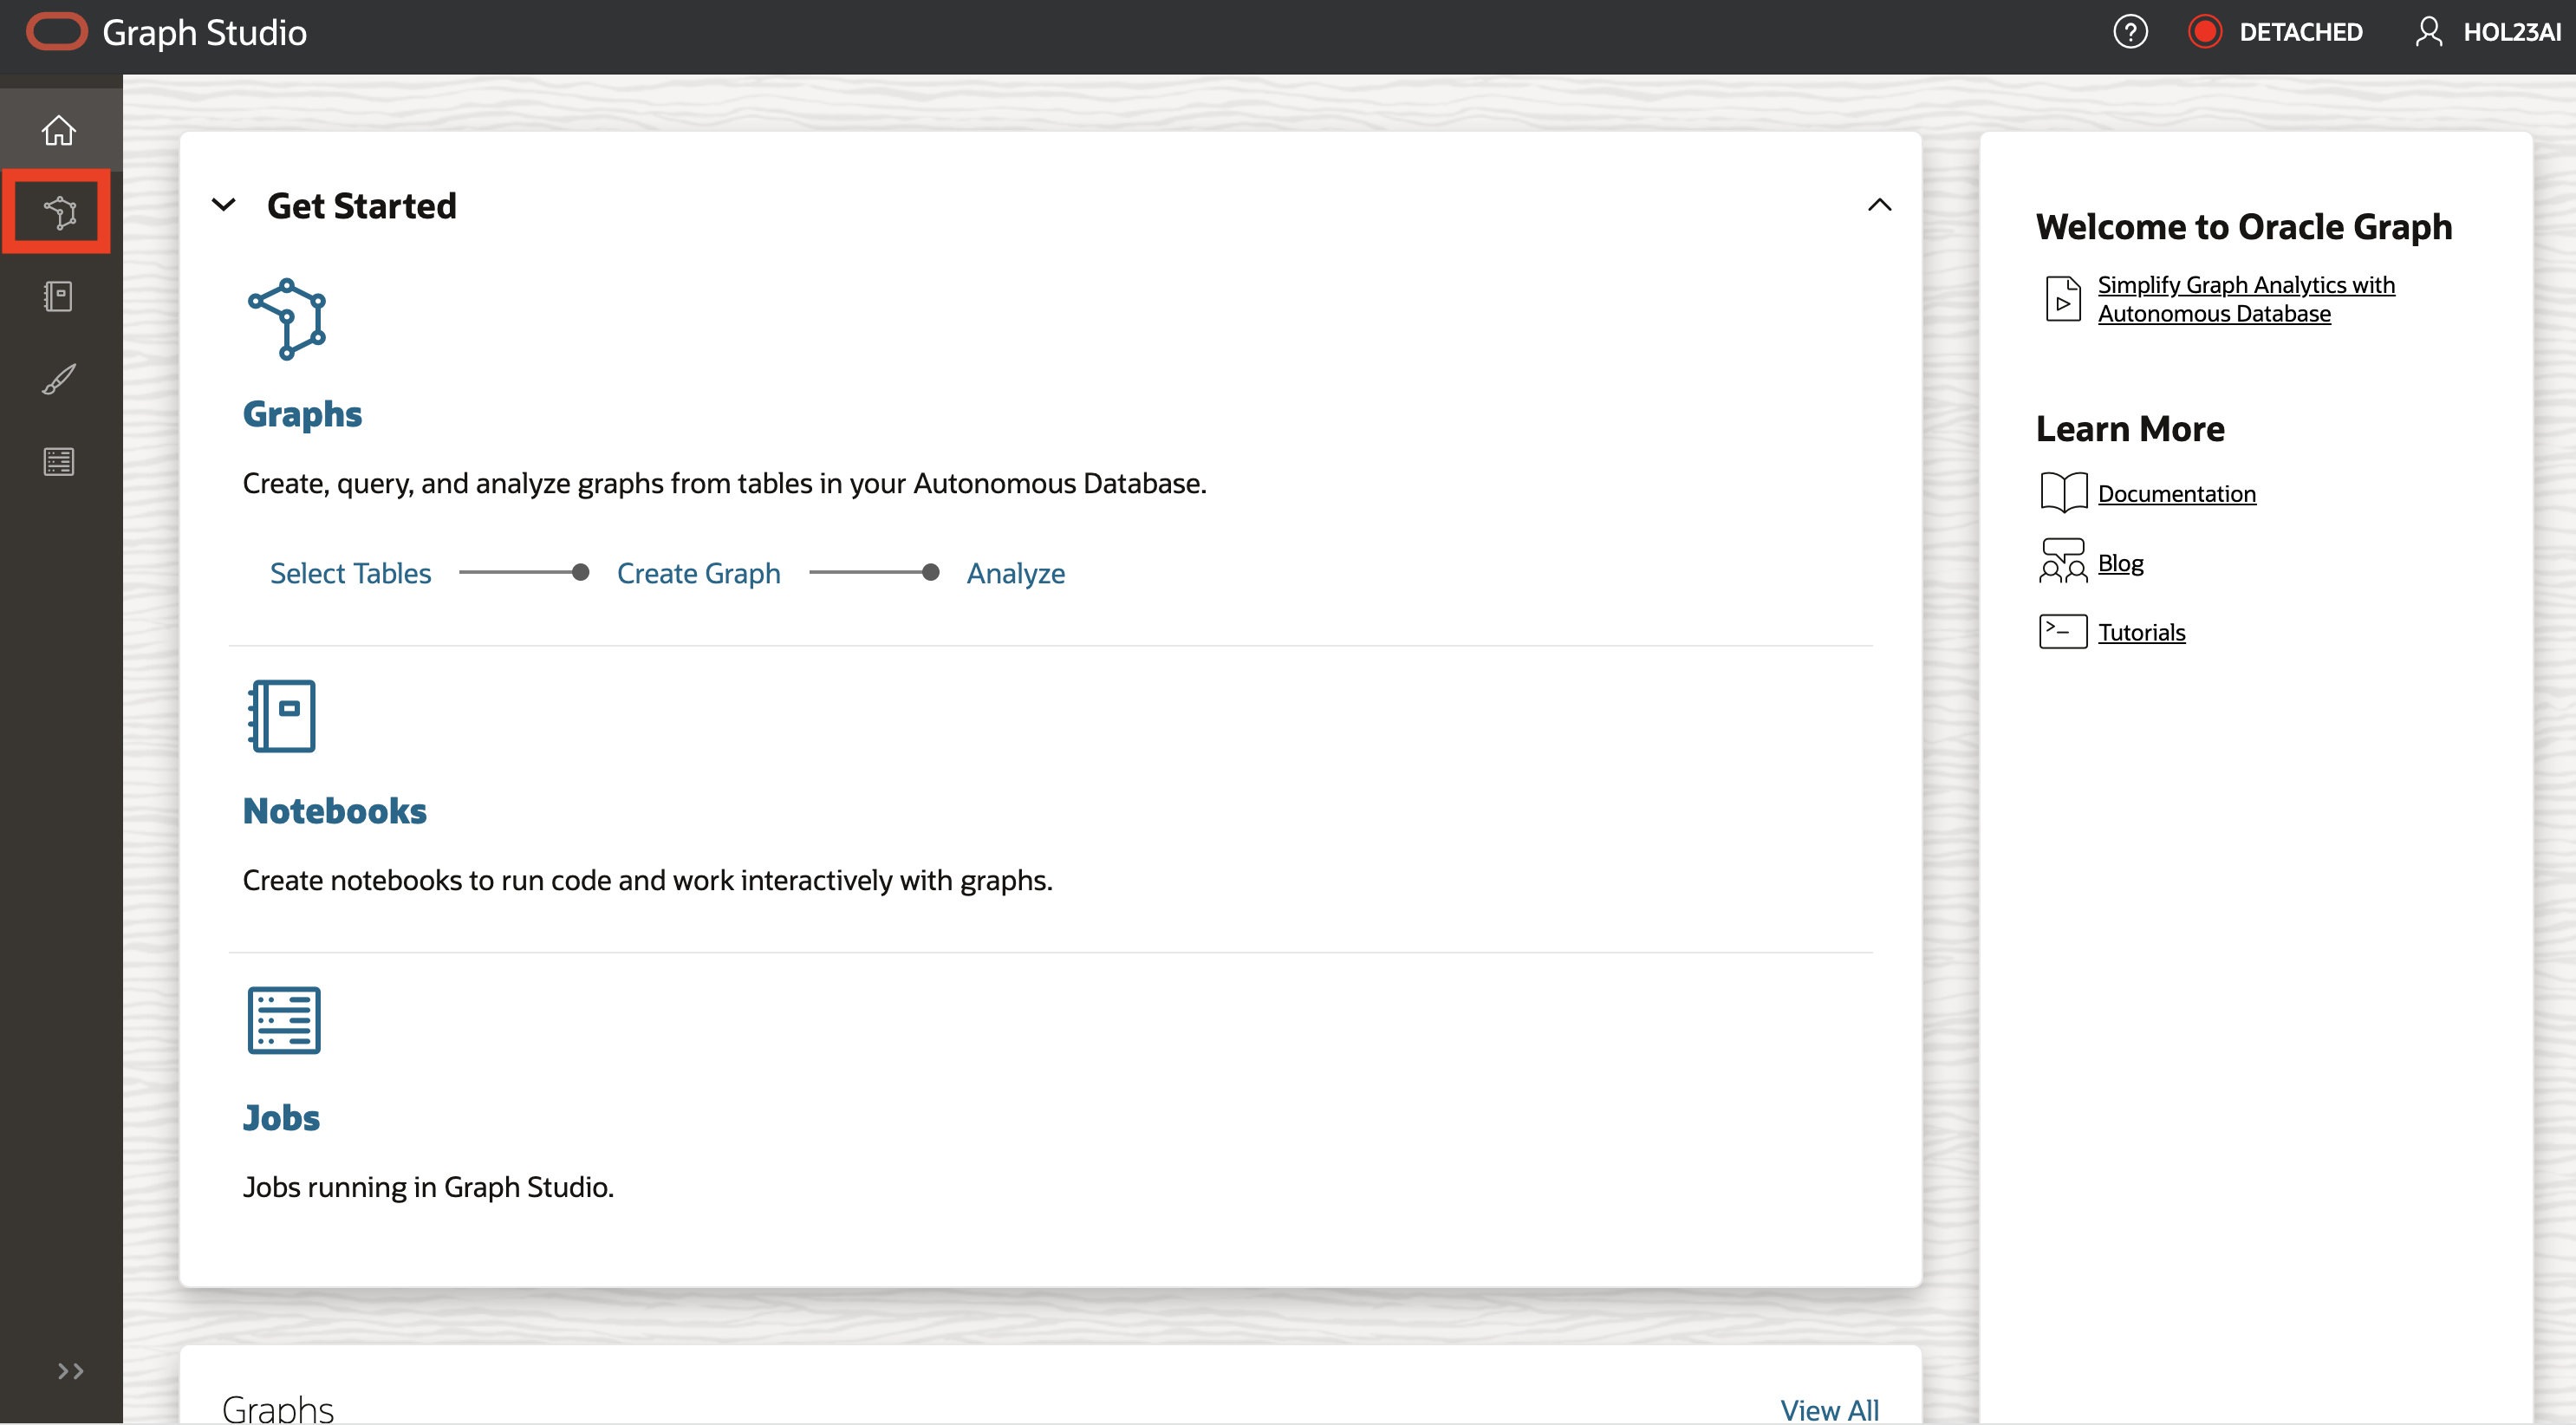 Graph Studio
? DETACHED HOL23AI
Get Started
Graphs
Create, query, and analyze graphs from tables in your Autonomous Database.
Select Tables Create Graph Analyze
Notebooks
Create notebooks to run code and work interactively with graphs.
Jobs
Jobs running in Graph Studio.
Graphs
View All
Welcome to Oracle Graph
Simplify Graph Analytics with
Autonomous Database
Learn More
Documentation
Blog
Tutorials